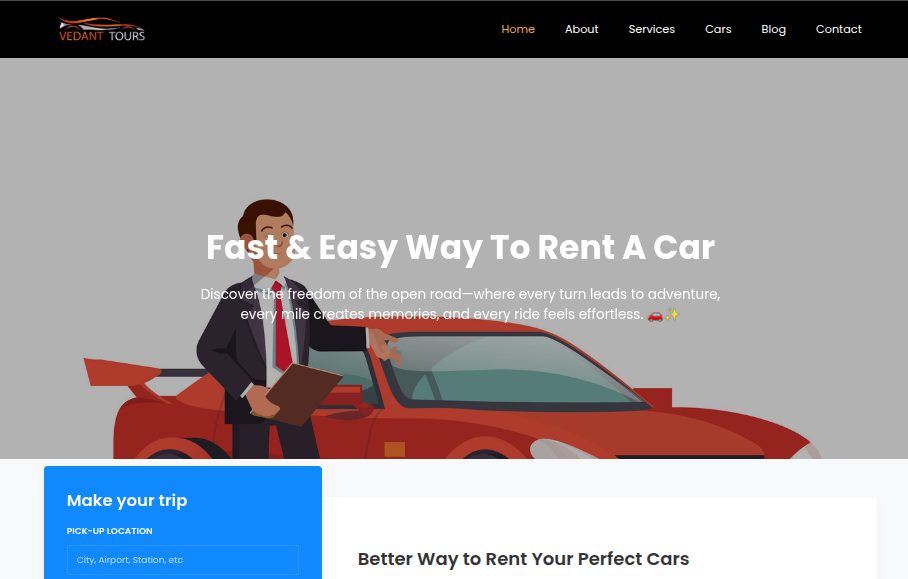 VEDANT TOURS
Home About Services Cars Blog Contact
Fast & Easy Way To Rent A Car
Discover the freedom of the open road—where every turn leads to adventure,
every mile creates memories, and every ride feels effortless. 🚗✨
Make your trip
PICK-UP LOCATION
City, Airport, Station, etc
Better Way to Rent Your Perfect Cars